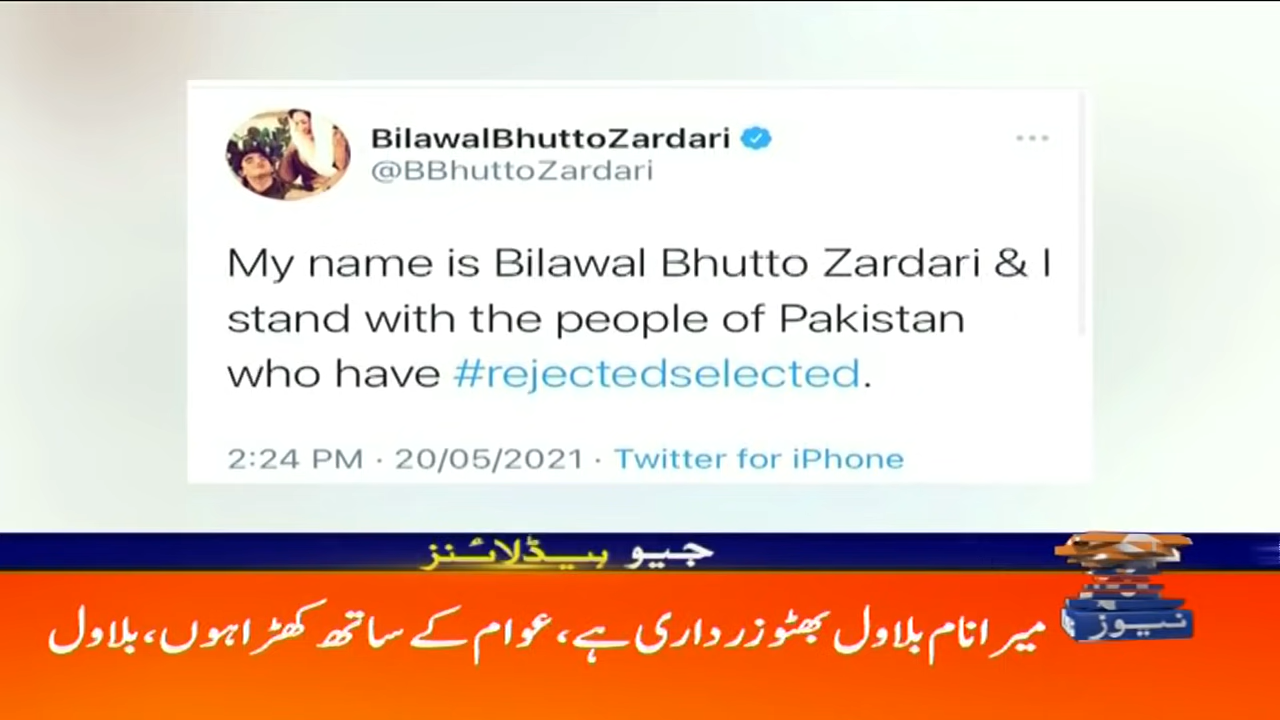 BilawalBhuttoZardari
@BBhuttoZardari
My name is Bilawal Bhutto Zardari & I
stand with the people of Pakistan
who have #rejectedselected.
2:24 PM · 20/05/2021 · Twitter for iPhone
جیو ہیڈلائنز
نیوز
میرا نام بلاول بھٹو زرداری ہے، عوام کے ساتھ کھڑا ہوں، بلاول